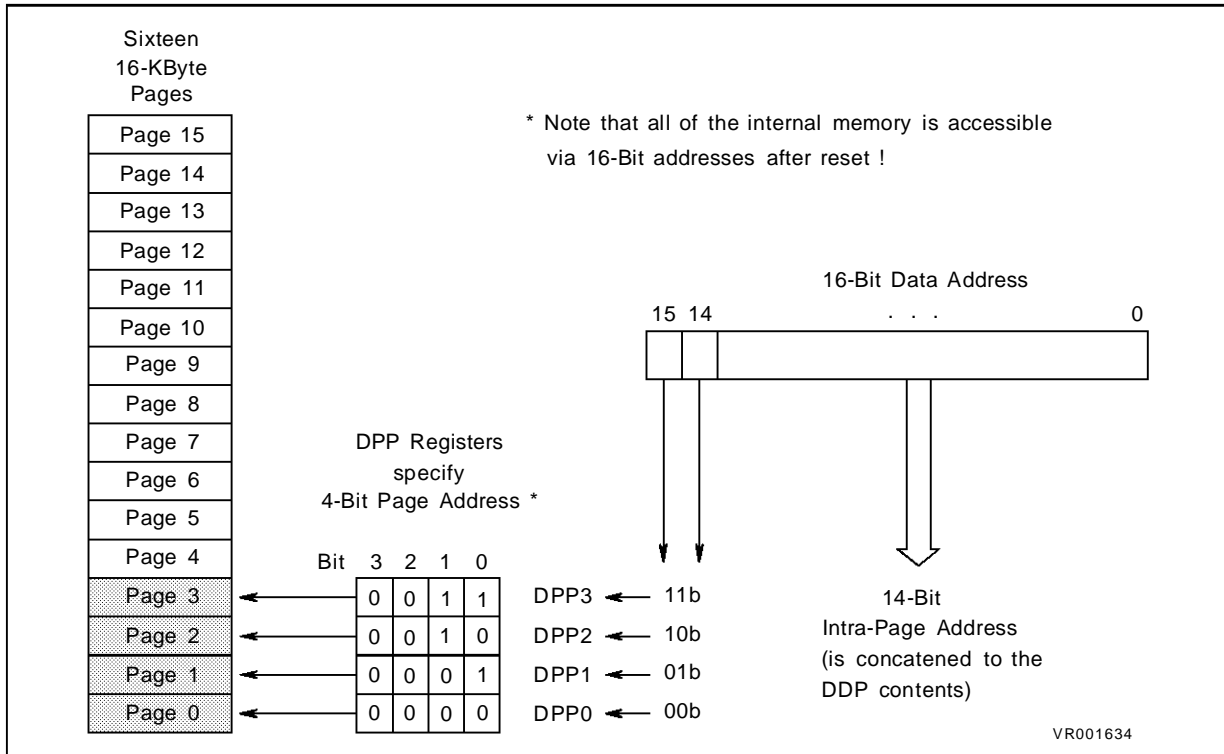 Sixteen
16-KByte
Pages
Page 15
Page 14
Page 13
Page 12
Page 11
Page 10
Page 9
Page 8
Page 7
Page 6
Page 5
Page 4
Page 3
Page 2
Page 1
Page 0
* Note that all of the internal memory is accessible
via 16-Bit addresses after reset !
16-Bit Data Address
15 14 . . . 0
DPP Registers
specify
4-Bit Page Address *
Bit 3 2 1 0
0 0 1 1 DPP3 11b
0 0 1 0 DPP2 10b
0 0 0 1 DPP1 01b
0 0 0 0 DPP0 00b
14-Bit
Intra-Page Address
(is concatened to the
DDP contents)
VR001634